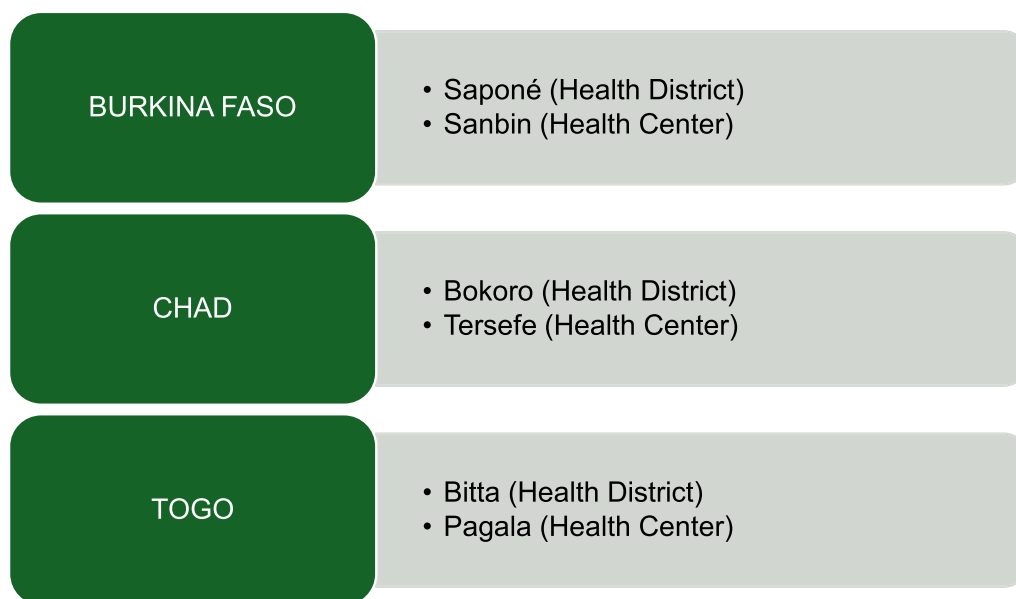 BURKINA FASO
• Saponé (Health District)
• Sanbin (Health Center)
CHAD
• Bokoro (Health District)
• Tersefe (Health Center)
TOGO
• Bitta (Health District)
• Pagala (Health Center)